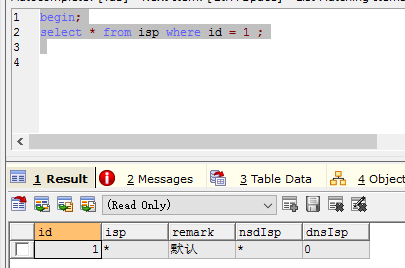 1 begin;
2 select * from isp where id = 1 ;
3
4
1 Result 2 Messages 3 Table Data 4 Object
(Read Only)
id isp remark nsdIsp dnsIsp
1 * 默认 * 0